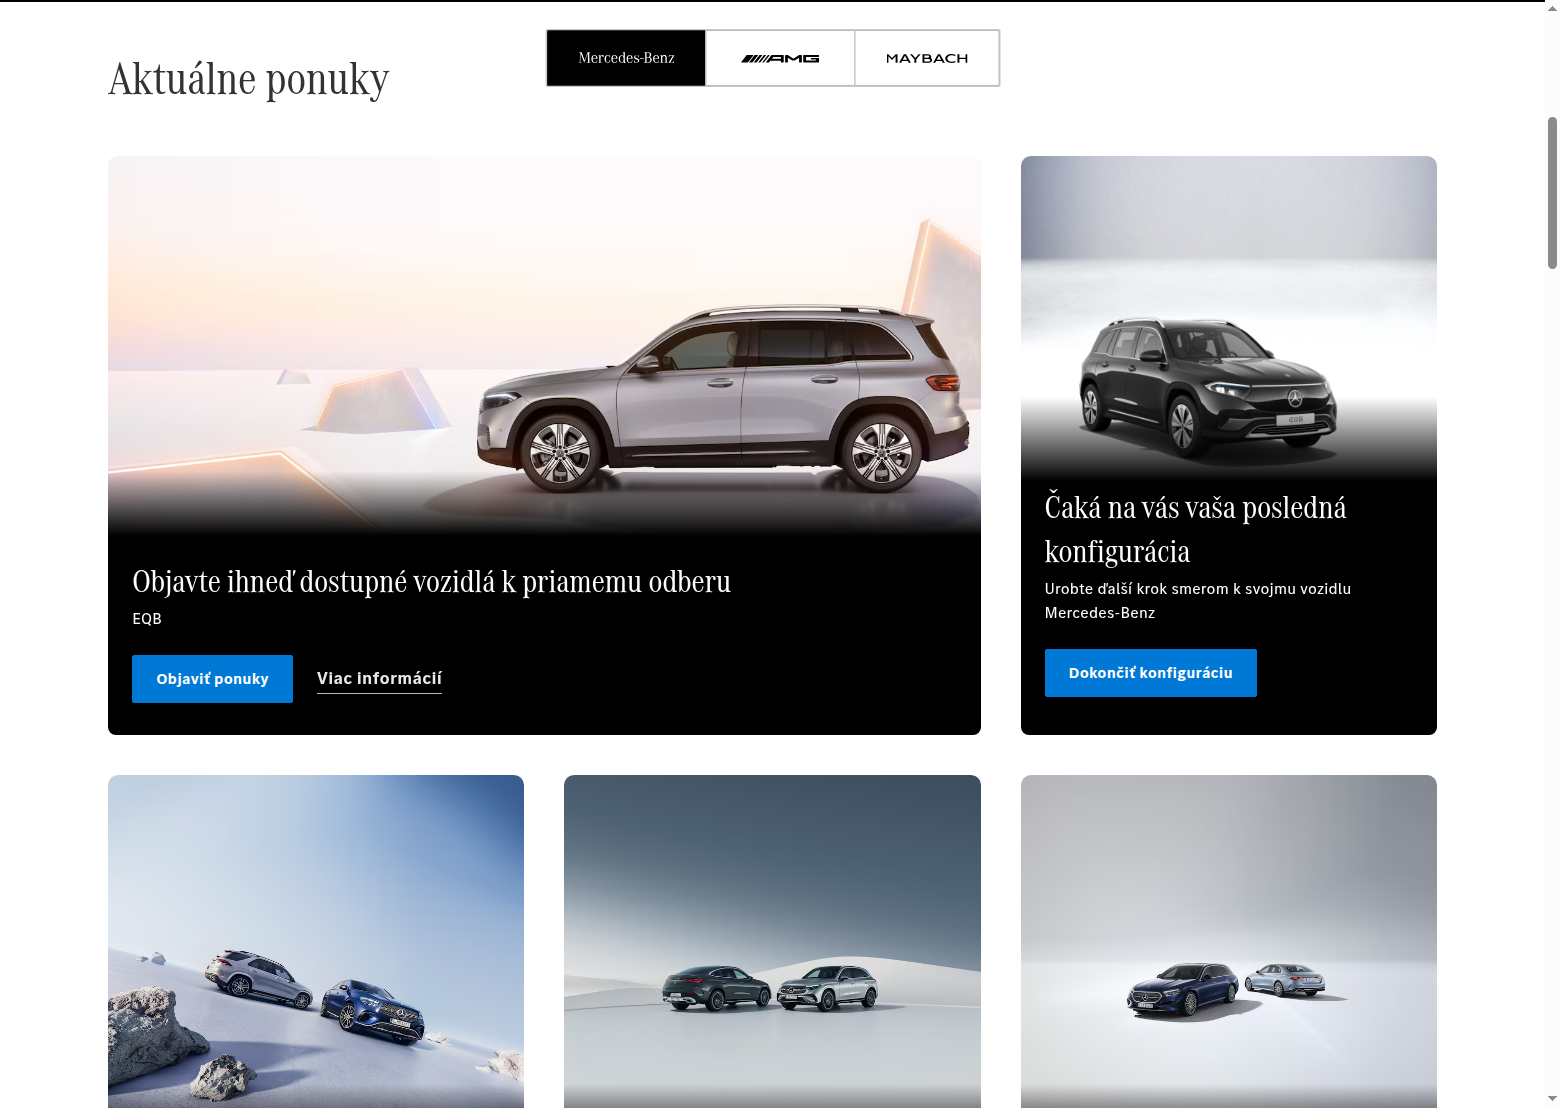 Mercedes-Benz
AMG
MAYBACH
Aktuálne ponuky
EQB
Objavte ihneď dostupné vozidlá k priamemu odberu
EQB
Objaviť ponuky
Viac informácií
Čaká na vás vaša posledná
konfigurácia
Urobte ďalší krok smerom k svojmu vozidlu
Mercedes-Benz
Dokončiť konfiguráciu